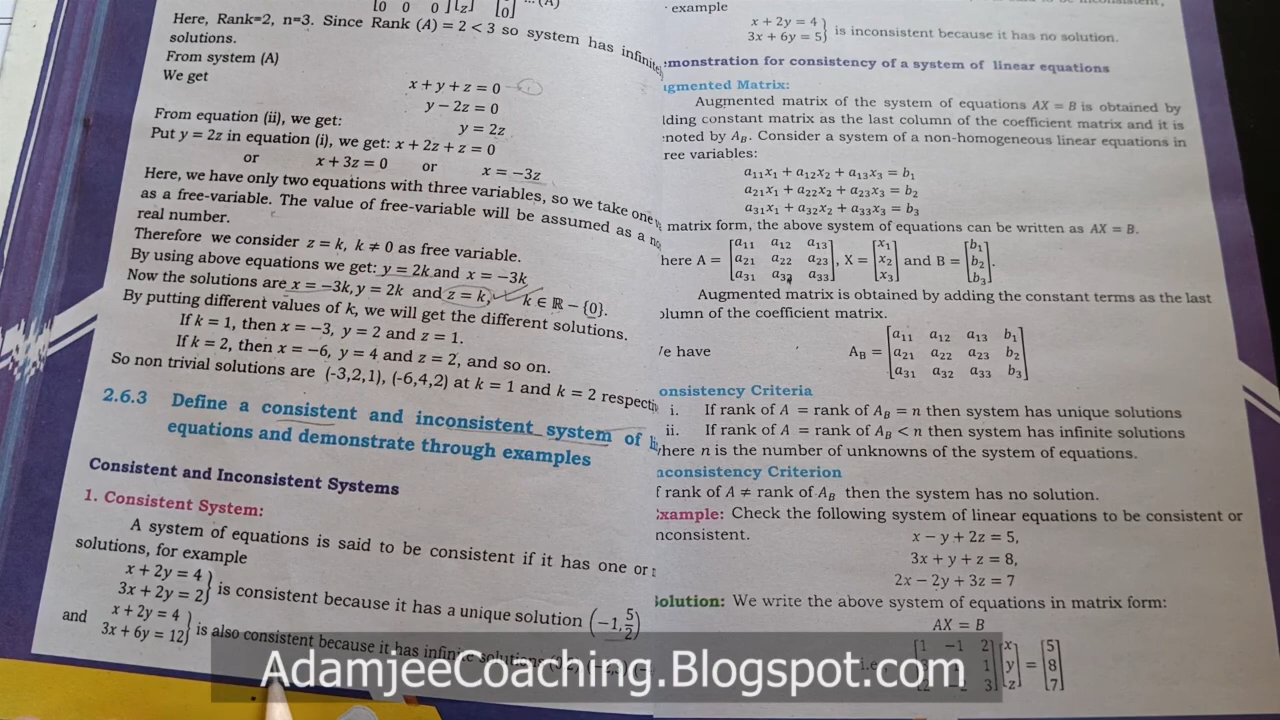 [0 0 0] [z] [0] ... (A)
Here, Rank=2, n=3. Since Rank (A) = 2 < 3 so system has infinite
solutions.
From system (A)
We get
x + y + z = 0
y − 2z = 0
From equation (ii), we get: y = 2z
Put y = 2z in equation (i), we get: x + 2z + z = 0
or x + 3z = 0 or x = −3z
Here, we have only two equations with three variables, so we take one
as a free-variable. The value of free-variable will be assumed as a no
real number.
Therefore we consider z = k, k ≠ 0 as free variable.
By using above equations we get: y = 2k and x = −3k
Now the solutions are x = −3k, y = 2k and z = k, k ∈ ℝ − {0}.
By putting different values of k, we will get the different solutions.
If k = 1, then x = −3, y = 2 and z = 1.
If k = 2, then x = −6, y = 4 and z = 2, and so on.
So non trivial solutions are (-3,2,1), (-6,4,2) at k = 1 and k = 2 respectiv
2.6.3 Define a consistent and inconsistent system of li
equations and demonstrate through examples
Consistent and Inconsistent Systems
1. Consistent System:
A system of equations is said to be consistent if it has one or
solutions, for example
x + 2y = 4
3x + 2y = 2} is consistent because it has a unique solution (−1, 5/2)
and x + 2y = 4
3x + 6y = 12} is also consistent because it has infinite solutions
example
x + 2y = 4
3x + 6y = 5} is inconsistent because it has no solution.
monstration for consistency of a system of linear equations
gmented Matrix:
Augmented matrix of the system of equations AX = B is obtained by
lding constant matrix as the last column of the coefficient matrix and it is
noted by A_B. Consider a system of a non-homogeneous linear equations in
ree variables:
a₁₁x₁ + a₁₂x₂ + a₁₃x₃ = b₁
a₂₁x₁ + a₂₂x₂ + a₂₃x₃ = b₂
a₃₁x₁ + a₃₂x₂ + a₃₃x₃ = b₃
matrix form, the above system of equations can be written as AX = B.
here A = [a₁₁ a₁₂ a₁₃; a₂₁ a₂₂ a₂₃; a₃₁ a₃₂ a₃₃], X = [x₁; x₂; x₃] and B = [b₁; b₂; b₃].
Augmented matrix is obtained by adding the constant terms as the last
olumn of the coefficient matrix.
e have A_B = [a₁₁ a₁₂ a₁₃ b₁; a₂₁ a₂₂ a₂₃ b₂; a₃₁ a₃₂ a₃₃ b₃]
onsistency Criteria
i. If rank of A = rank of A_B = n then system has unique solutions
ii. If rank of A = rank of A_B < n then system has infinite solutions
here n is the number of unknowns of the system of equations.
nconsistency Criterion
f rank of A ≠ rank of A_B then the system has no solution.
Example: Check the following system of linear equations to be consistent or
nconsistent.
x − y + 2z = 5,
3x + y + z = 8,
2x − 2y + 3z = 7
Solution: We write the above system of equations in matrix form:
AX = B
[1 −1 2] [x] [5]
1] [y] = [8]
3] [z] [7]
AdamjeeCoaching.Blogspot.com